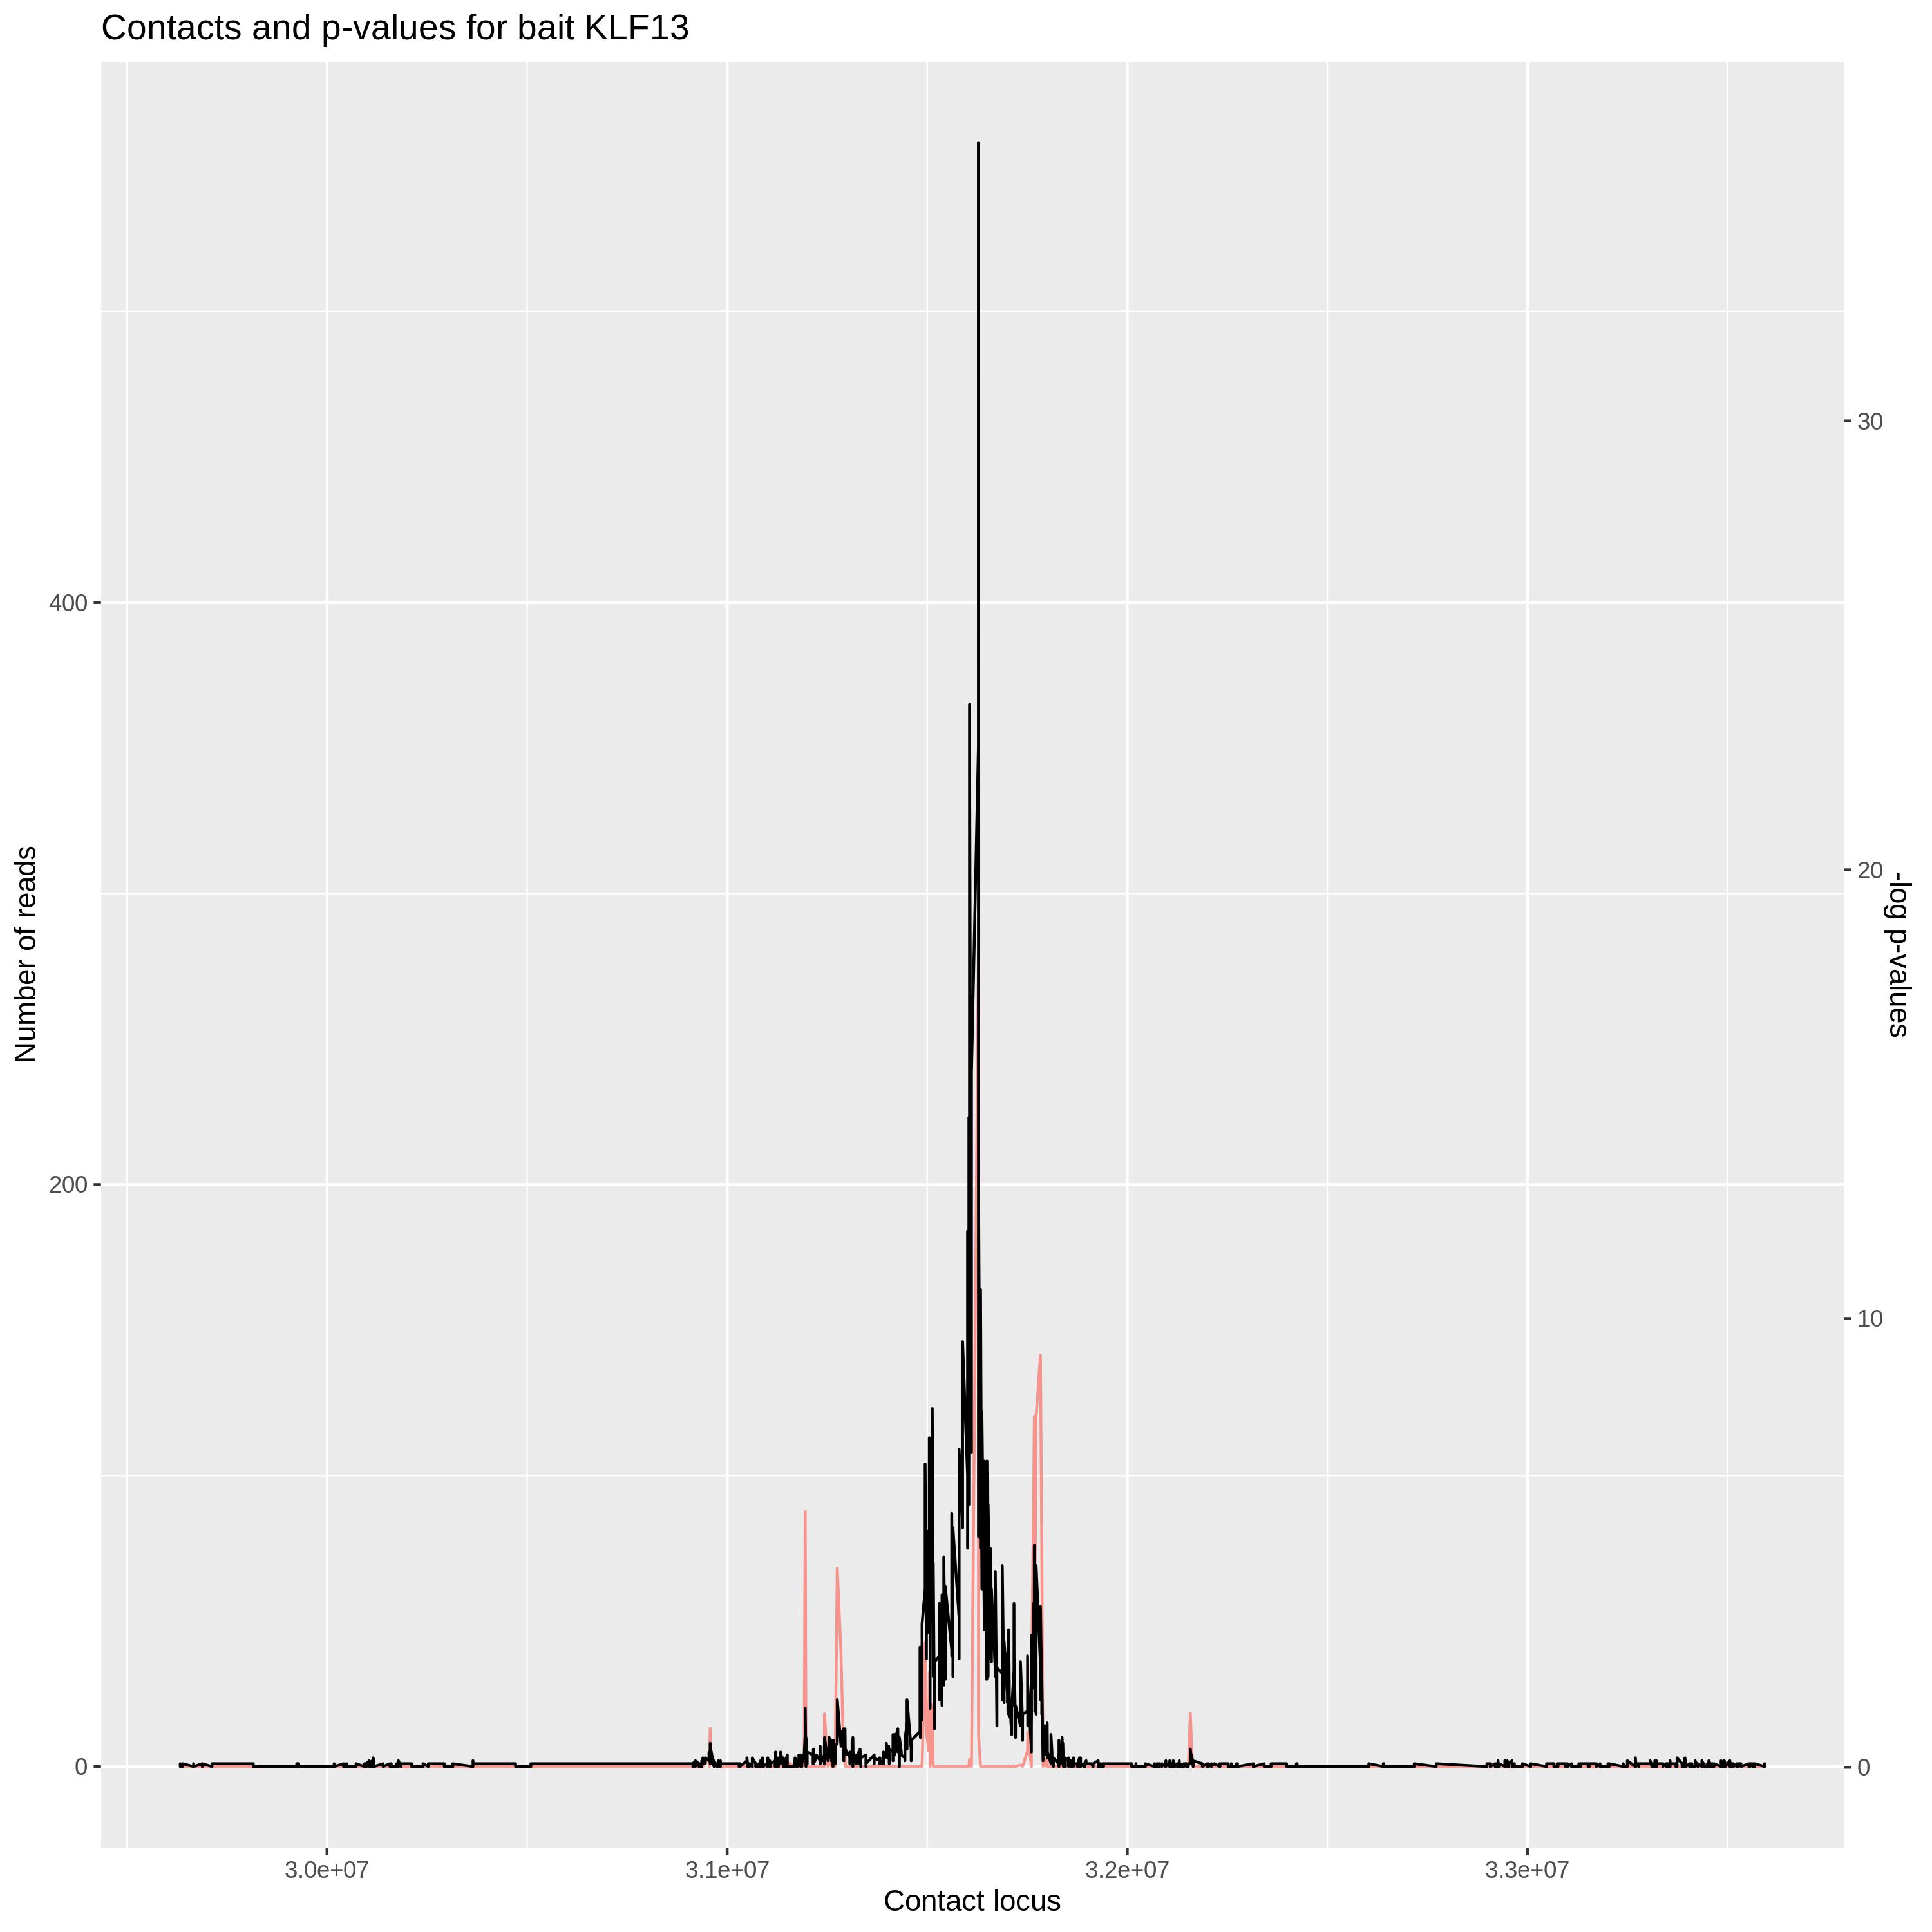 Contacts and p-values for bait KLF13
Number of reads
400
200
0
30
20
10
0
-log p-values
3.0e+07
3.1e+07
3.2e+07
3.3e+07
Contact locus